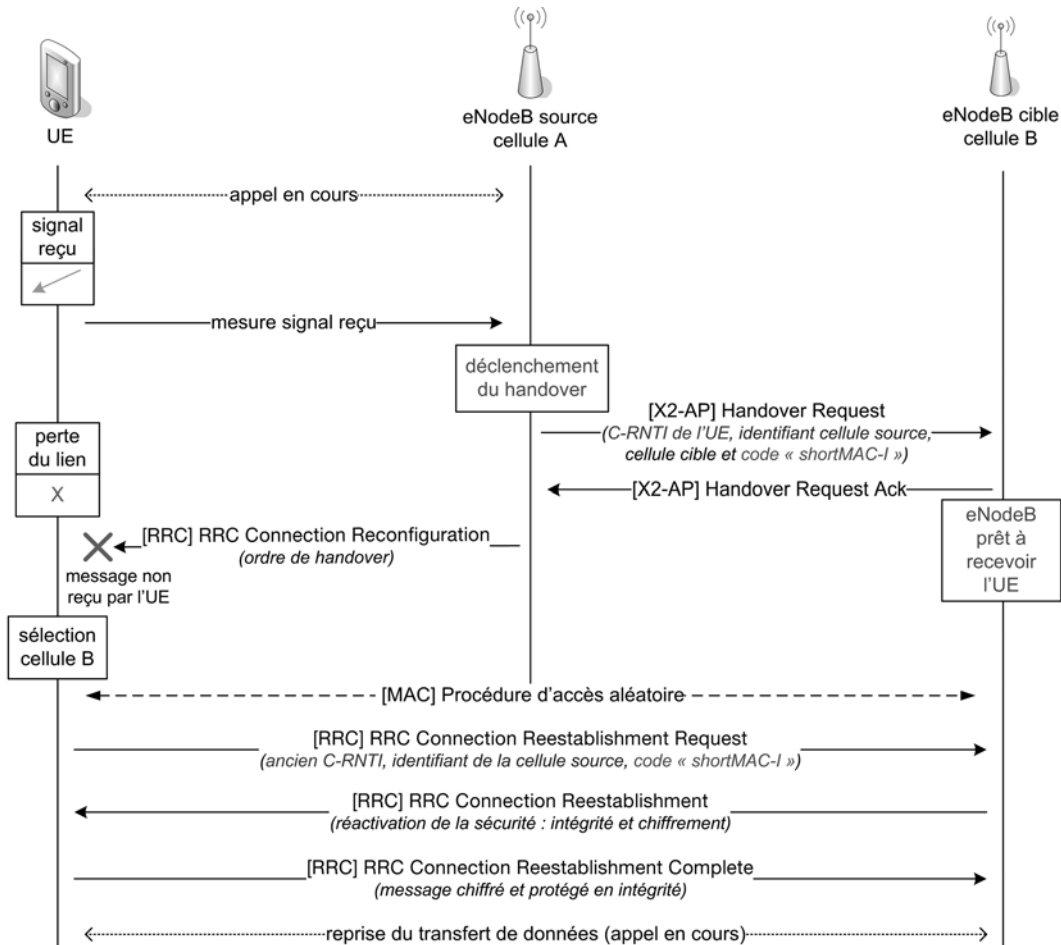 UE
eNodeB source
cellule A
eNodeB cible
cellule B
appel en cours
signal
reçu
mesure signal reçu
déclenchement
du handover
[X2-AP] Handover Request
(C-RNTI de l'UE, identifiant cellule source,
cellule cible et code « shortMAC-I »)
perte
du lien
X
[X2-AP] Handover Request Ack
eNodeB
prêt à
recevoir
l'UE
[RRC] RRC Connection Reconfiguration
(ordre de handover)
message non
reçu par l'UE
sélection
cellule B
[MAC] Procédure d'accès aléatoire
[RRC] RRC Connection Reestablishment Request
(ancien C-RNTI, identifiant de la cellule source, code « shortMAC-I »)
[RRC] RRC Connection Reestablishment
(réactivation de la sécurité : intégrité et chiffrement)
[RRC] RRC Connection Reestablishment Complete
(message chiffré et protégé en intégrité)
reprise du transfert de données (appel en cours)